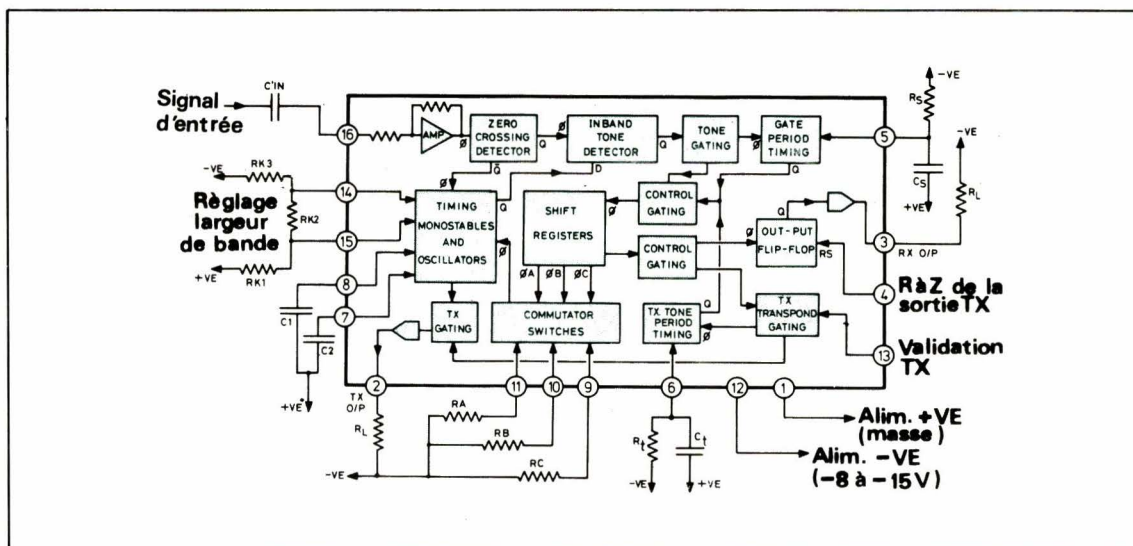 Signal
d'entrée
C'IN
16
AMP
Ø
ZERO
CROSSING
DETECTOR
Q
Q̄
Ø
INBAND
TONE
DETECTOR
Q
D
TONE
GATING
Ø
GATE
PERIOD
TIMING
Q
5
-VE
RS
CS
+VE
-VE
RL
-VE
RK3
14
Règlage
largeur
de bande
RK2
15
+VE
RK1
8
C1
7
C2
+VE
Ø
TIMING
MONOSTABLES
AND
OSCILLATORS
Q
Ø
SHIFT
REGISTERS
Ø
ØA
ØB
ØC
CONTROL
GATING
CONTROL
GATING
Q
Ø
OUT-PUT
FLIP-FLOP
RS
3
RX O/P
4
RàZ de la
sortie TX
TX
GATING
COMMUTATOR
SWITCHES
TX TONE
PERIOD
TIMING
Q
Ø
TX
TRANSPOND
GATING
13
Validation
TX
2
TX
O/P
11
10
9
6
12
1
RL
RA
RB
RC
-VE
Rt
Ct
-VE
+VE
Alim. +VE
(masse)
Alim. -VE
(-8 à -15V)